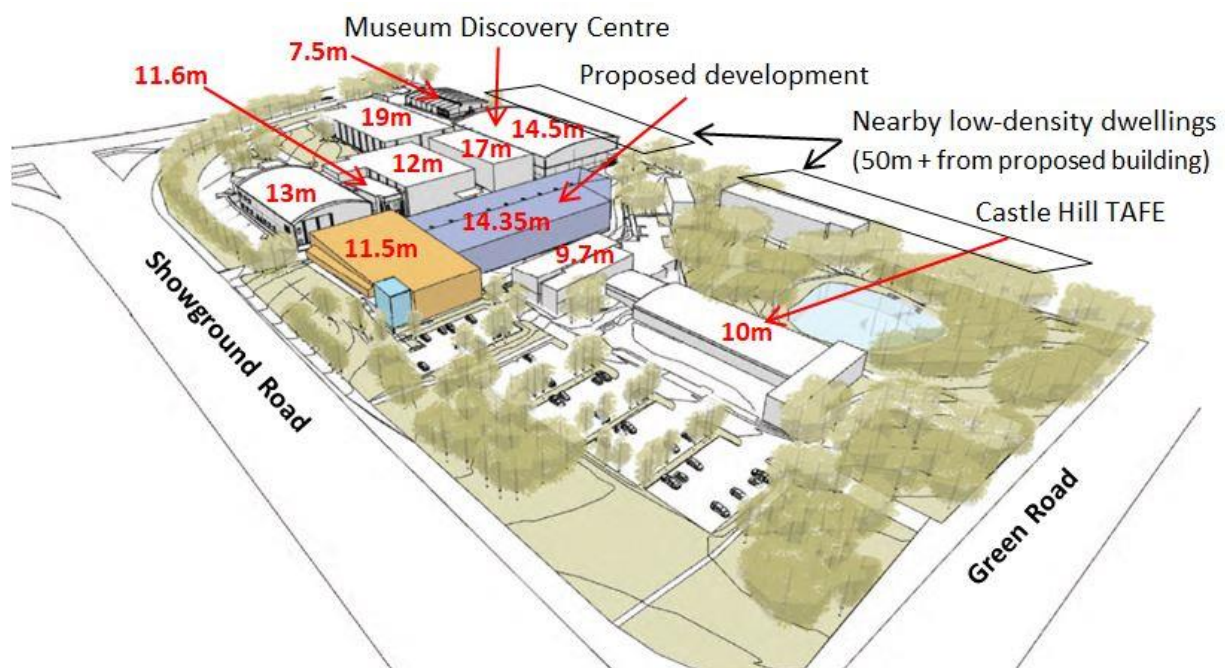 Museum Discovery Centre
7.5m
Proposed development
11.6m
19m
14.5m
Nearby low-density dwellings
(50m + from proposed building)
17m
12m
13m
Castle Hill TAFE
14.35m
11.5m
9.7m
10m
Showground Road
Green Road